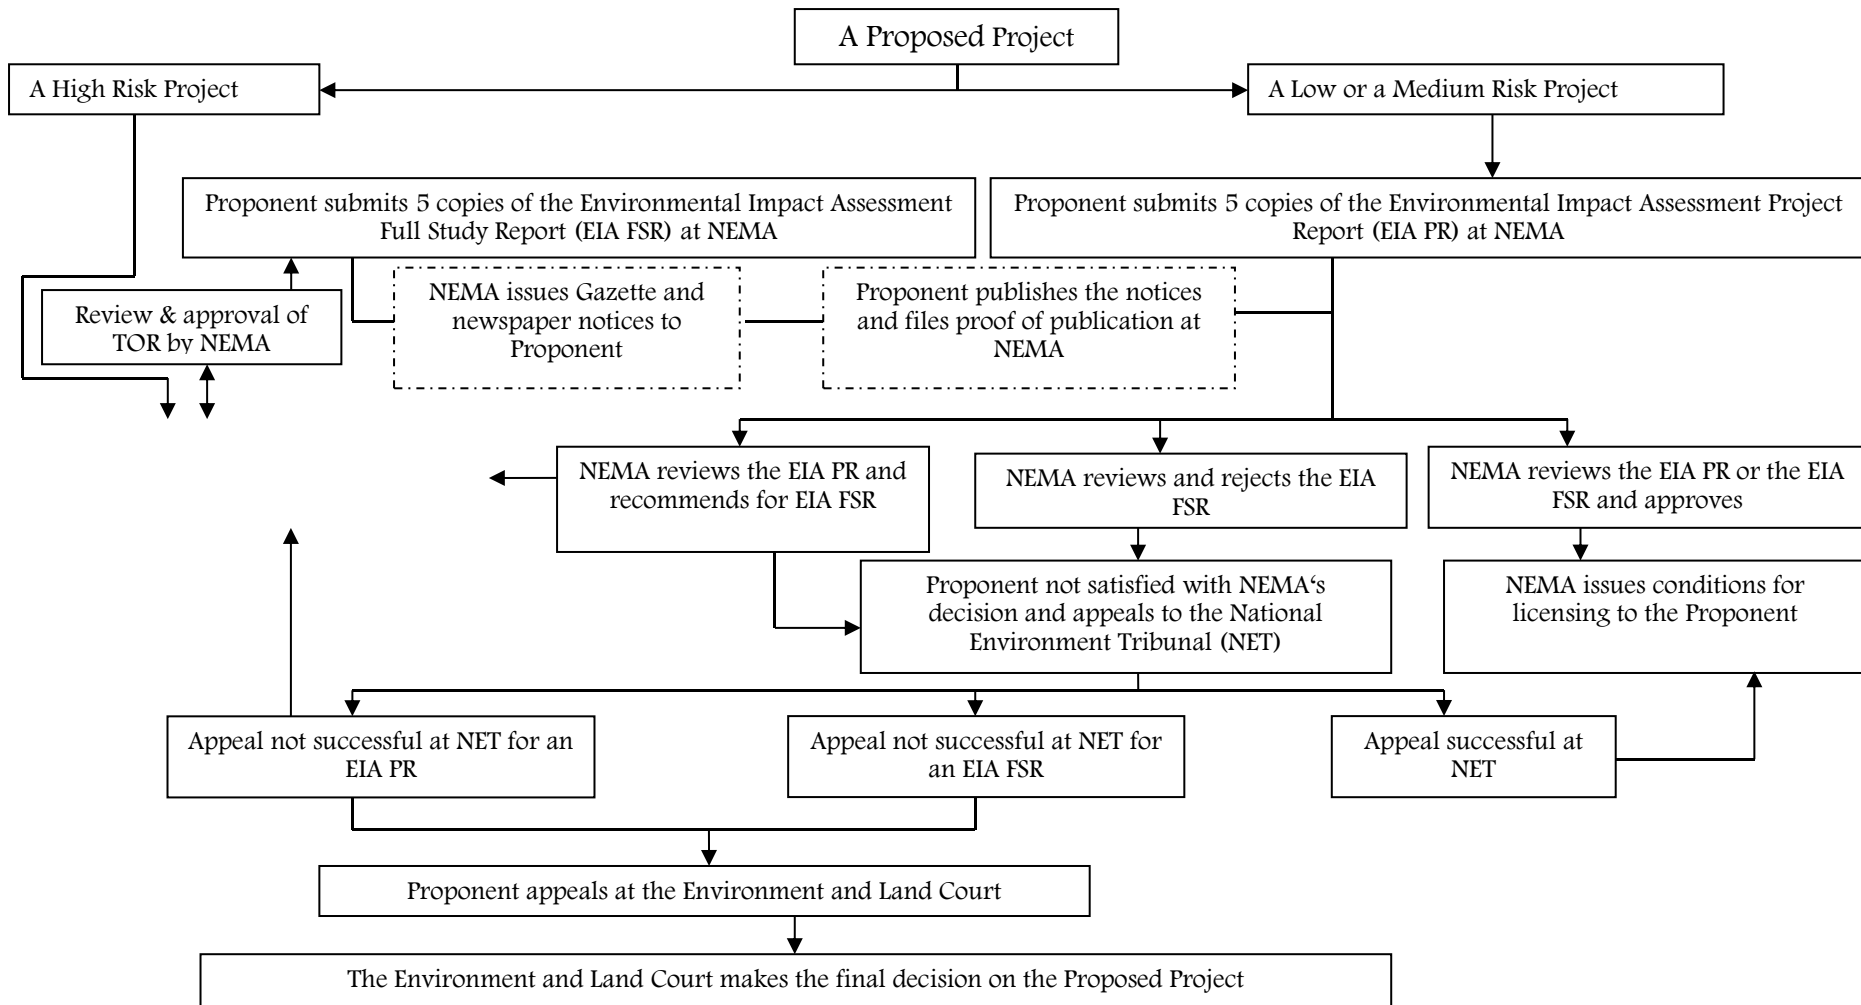 A Proposed Project
A High Risk Project
A Low or a Medium Risk Project
Proponent submits 5 copies of the Environmental Impact Assessment
Full Study Report (EIA FSR) at NEMA
Proponent submits 5 copies of the Environmental Impact Assessment Project
Report (EIA PR) at NEMA
Review & approval of
TOR by NEMA
NEMA issues Gazette and
newspaper notices to
Proponent
Proponent publishes the notices
and files proof of publication at
NEMA
NEMA reviews the EIA PR and
recommends for EIA FSR
NEMA reviews and rejects the EIA
FSR
NEMA reviews the EIA PR or the EIA
FSR and approves
Proponent not satisfied with NEMA‘s
decision and appeals to the National
Environment Tribunal (NET)
NEMA issues conditions for
licensing to the Proponent
Appeal not successful at NET for an
EIA PR
Appeal not successful at NET for
an EIA FSR
Appeal successful at
NET
Proponent appeals at the Environment and Land Court
The Environment and Land Court makes the final decision on the Proposed Project